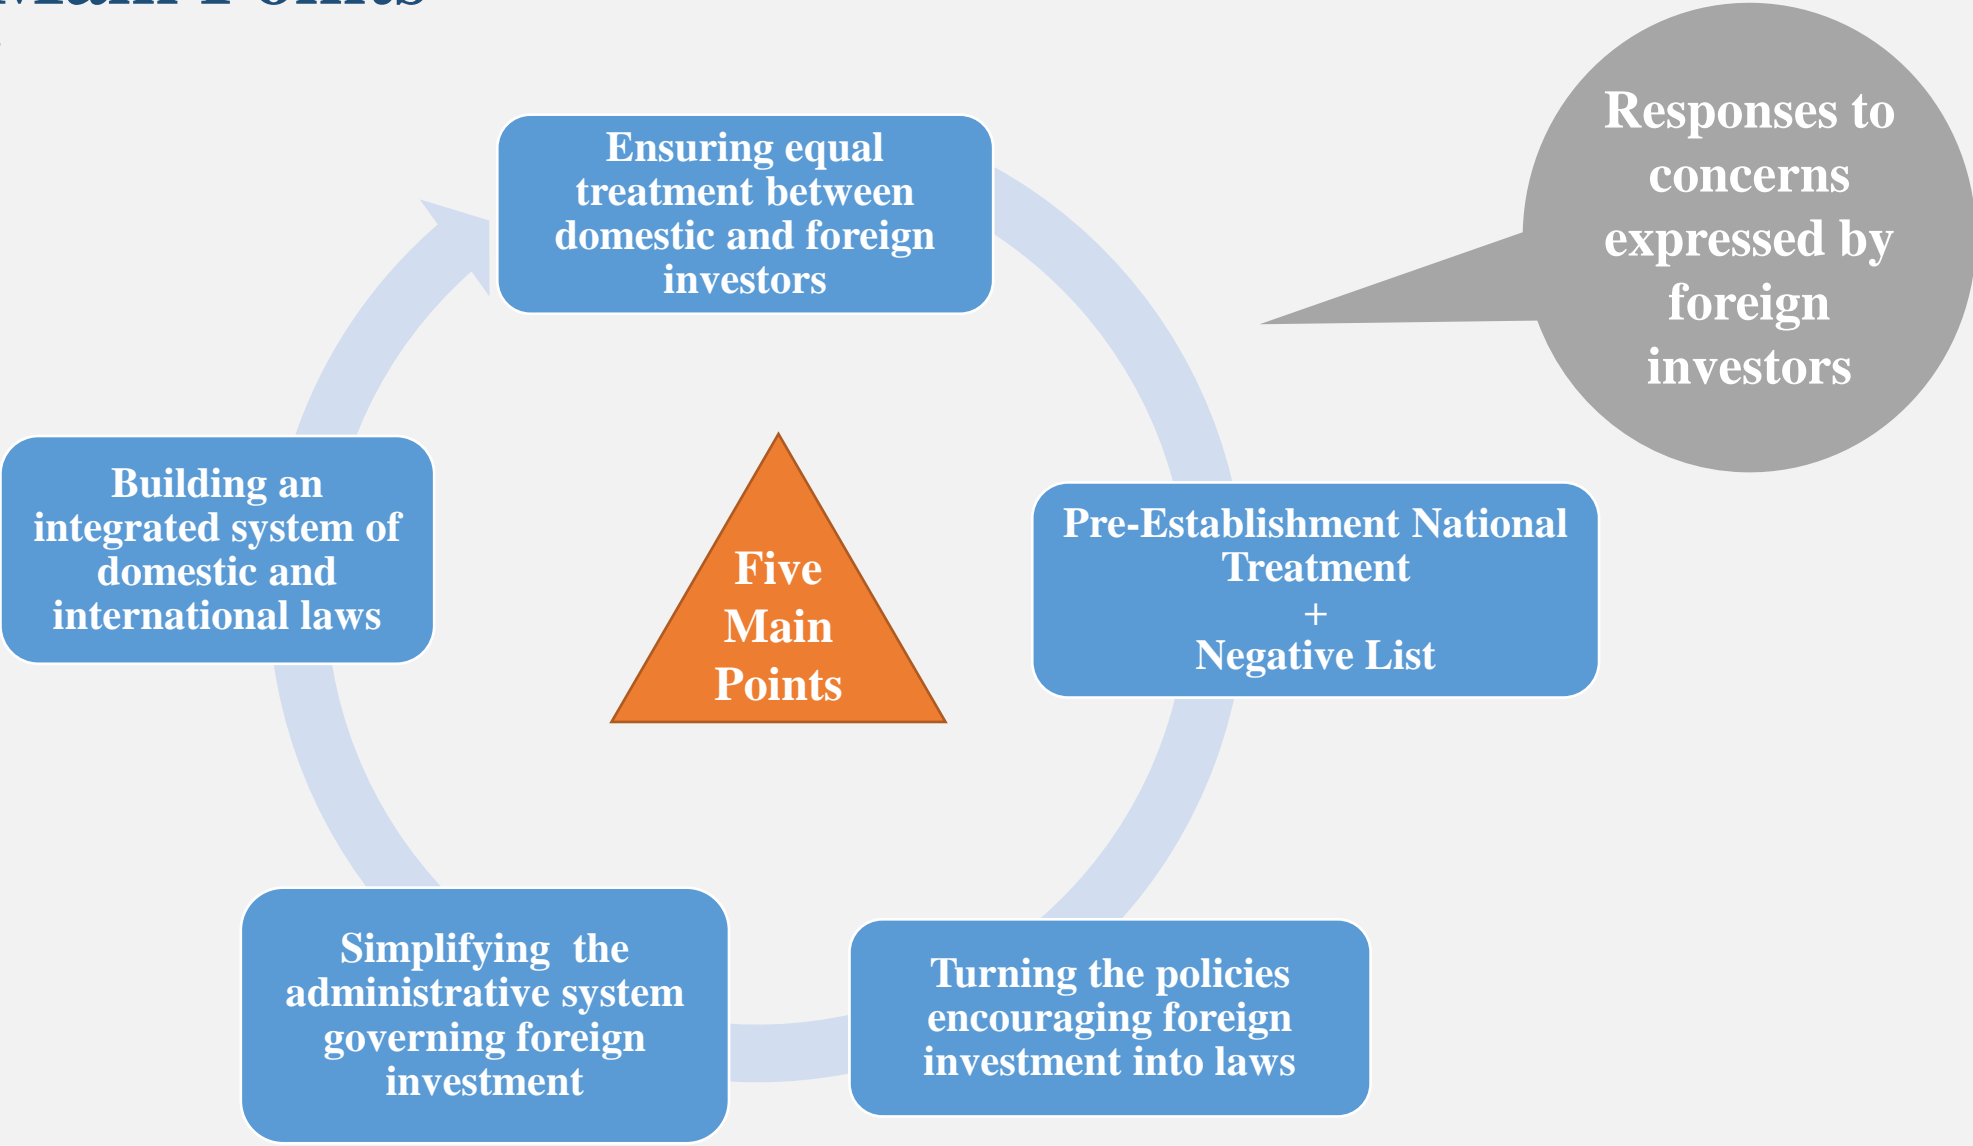 Main Points
Ensuring equal
treatment between
domestic and foreign
investors
Responses to
concerns
expressed by
foreign
investors
Building an
integrated system of
domestic and
international laws
Five
Main
Points
Pre-Establishment National
Treatment
+
Negative List
Simplifying  the
administrative system
governing foreign
investment
Turning the policies
encouraging foreign
investment into laws